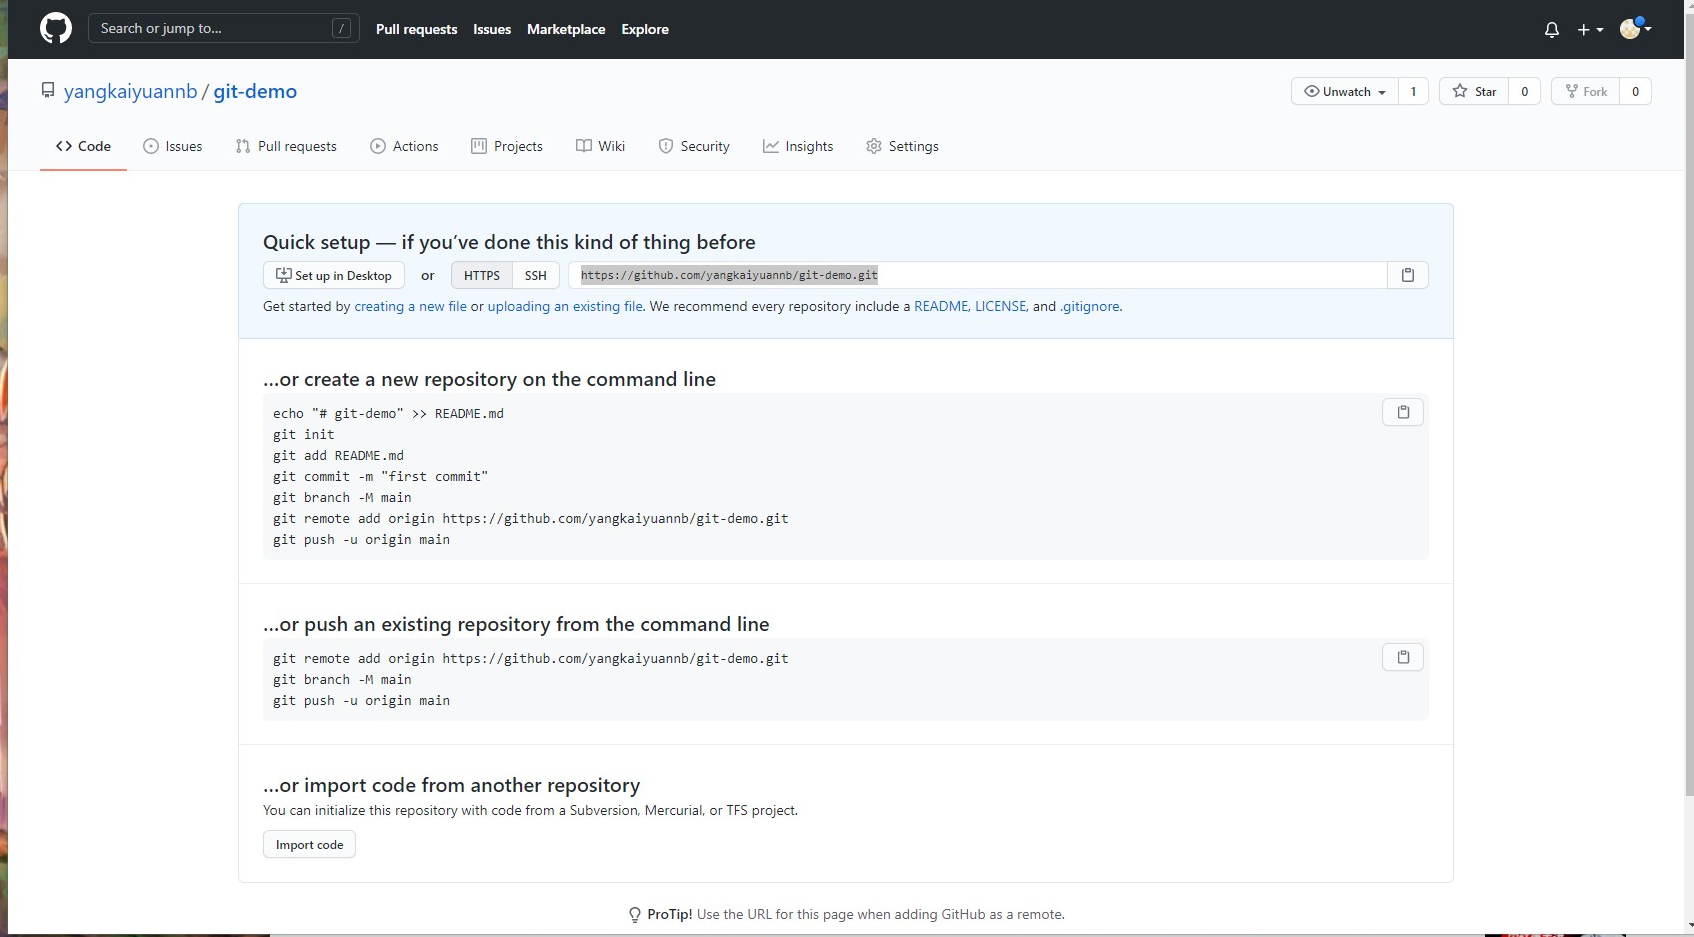 Search or jump to... /
Pull requests Issues Marketplace Explore
yangkaiyuannb / git-demo
Unwatch 1 Star 0 Fork 0
Code Issues Pull requests Actions Projects Wiki Security Insights Settings
Quick setup — if you’ve done this kind of thing before
Set up in Desktop or HTTPS SSH https://github.com/yangkaiyuannb/git-demo.git
Get started by creating a new file or uploading an existing file. We recommend every repository include a README, LICENSE, and .gitignore.
…or create a new repository on the command line
echo "# git-demo" >> README.md
git init
git add README.md
git commit -m "first commit"
git branch -M main
git remote add origin https://github.com/yangkaiyuannb/git-demo.git
git push -u origin main
…or push an existing repository from the command line
git remote add origin https://github.com/yangkaiyuannb/git-demo.git
git branch -M main
git push -u origin main
…or import code from another repository
You can initialize this repository with code from a Subversion, Mercurial, or TFS project.
Import code
ProTip! Use the URL for this page when adding GitHub as a remote.